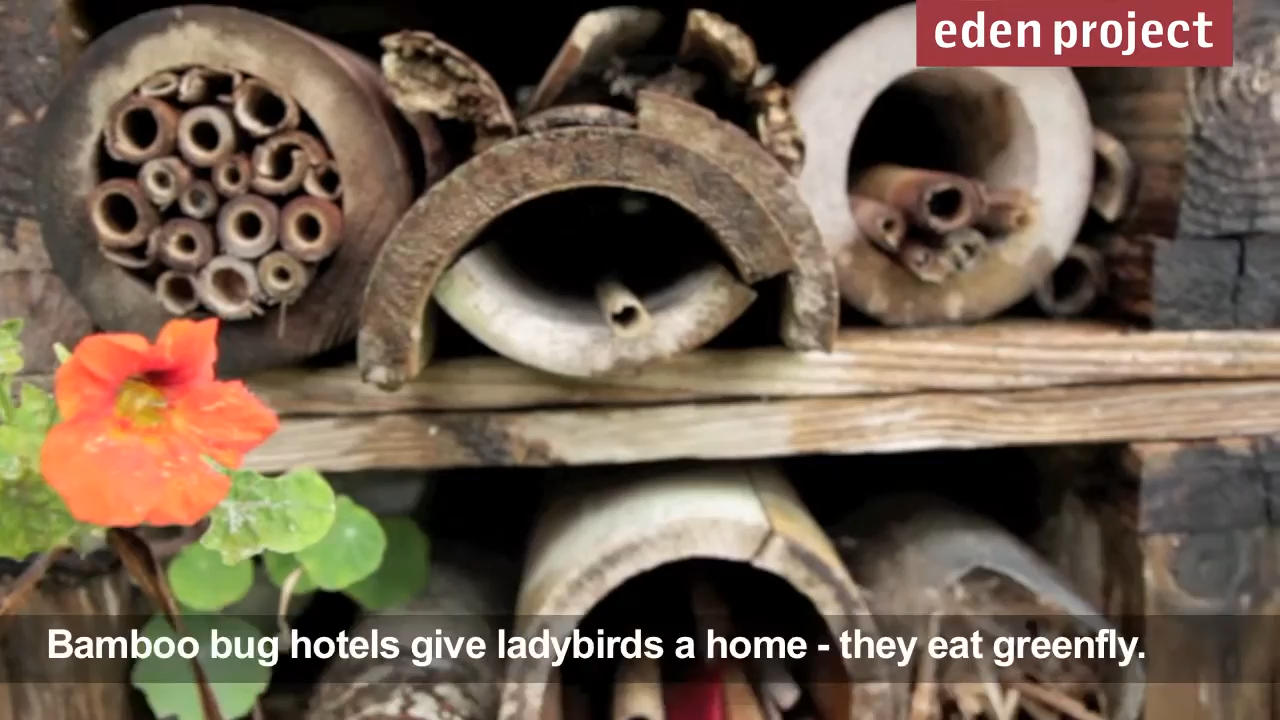 eden project
Bamboo bug hotels give ladybirds a home - they eat greenfly.